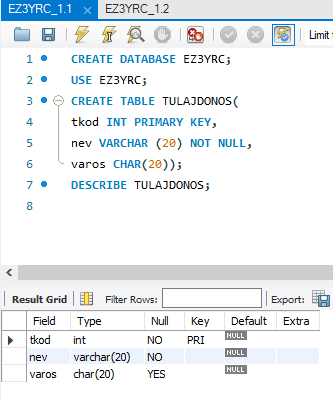 EZ3YRC_1.1 EZ3YRC_1.2
Limit
1 CREATE DATABASE EZ3YRC;
2 USE EZ3YRC;
3 CREATE TABLE TULAJDONOS(
4 tkod INT PRIMARY KEY,
5 nev VARCHAR (20) NOT NULL,
6 varos CHAR(20));
7 DESCRIBE TULAJDONOS;
8
Result Grid Filter Rows: Export:
Field Type Null Key Default Extra
tkod int NO PRI NULL
nev varchar(20) NO NULL
varos char(20) YES NULL